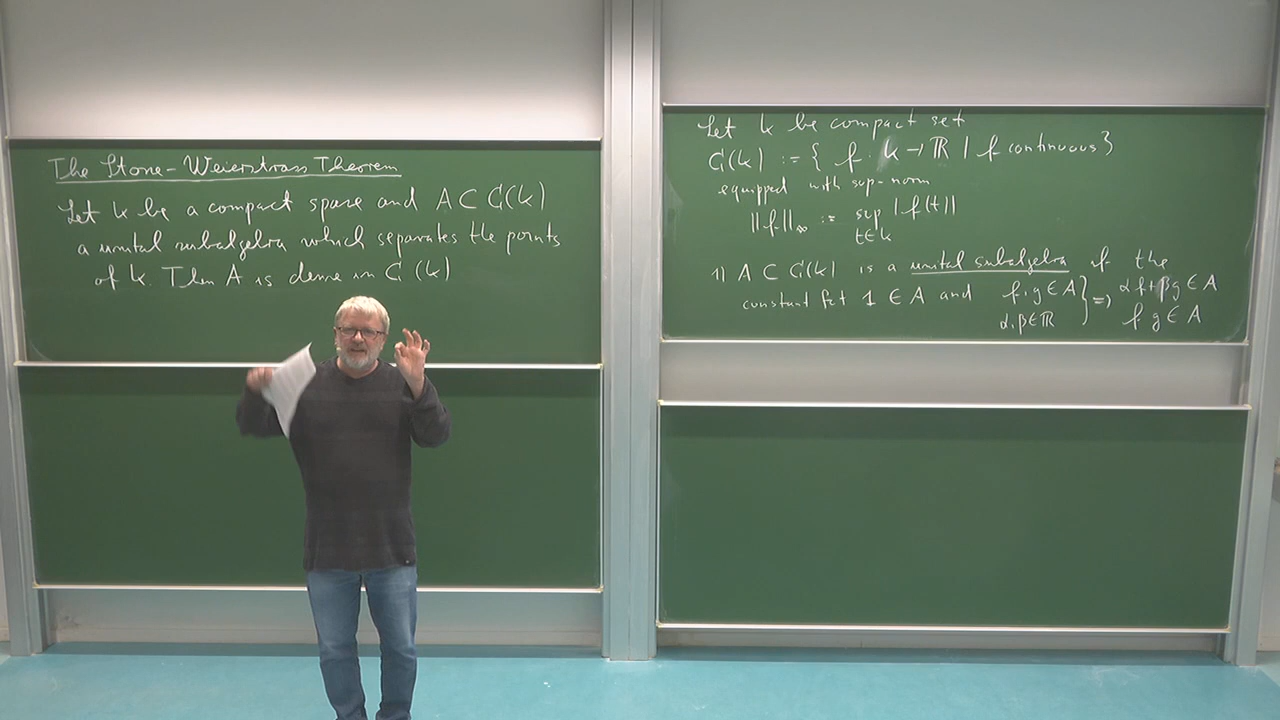 The Stone-Weierstrass Theorem
Let K be a compact space and A ⊂ C(K)
a unital subalgebra which separates the points
of K. Then A is dense in C(K)
Let K be compact set
C(K) := { f: K → ℝ | f continuous }
equipped with sup-norm
‖f‖∞ := sup |f(t)|
t∈K
1) A ⊂ C(K) is a unital subalgebra if the
constant fct 1 ∈ A and f, g ∈ A } => αf + βg ∈ A
α, β ∈ ℝ f g ∈ A